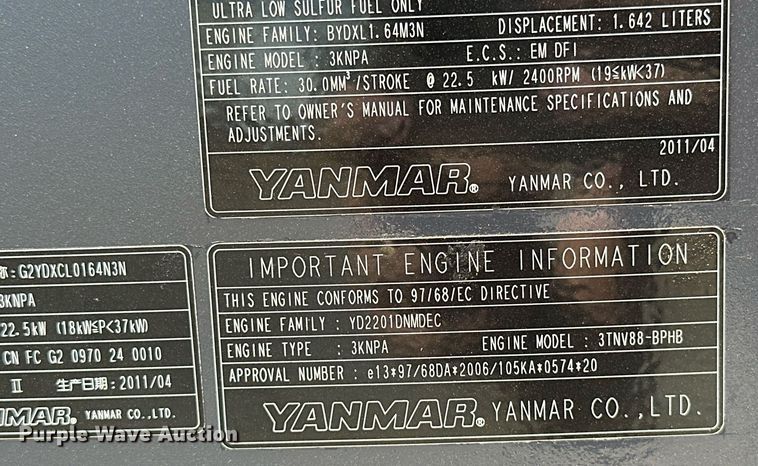 ULTRA LOW SULFUR FUEL ONLY
ENGINE FAMILY: BYDXL1.64M3N DISPLACEMENT: 1.642 LITERS
ENGINE MODEL : 3KNPA E.C.S.: EM DFI
FUEL RATE: 30.0MM³/STROKE @ 22.5 kW/ 2400RPM (19≦kW<37)
REFER TO OWNER'S MANUAL FOR MAINTENANCE SPECIFICATIONS AND
ADJUSTMENTS.
2011/04
YANMAR® YANMAR CO., LTD.
称: G2YDXCL0164N3N
3KNPA
22.5kW (18kW≦P<37kW)
CN FC G2 0970 24 0010
II 生产日期: 2011/04
NMAR® YANMAR CO.,LTD.
IMPORTANT ENGINE INFORMATION
THIS ENGINE CONFORMS TO 97/68/EC DIRECTIVE
ENGINE FAMILY : YD2201DNMDEC
ENGINE TYPE : 3KNPA ENGINE MODEL : 3TNV88-BPHB
APPROVAL NUMBER : e13*97/68DA*2006/105KA*0574*20
YANMAR® YANMAR CO., LTD.
Purple Wave Auction